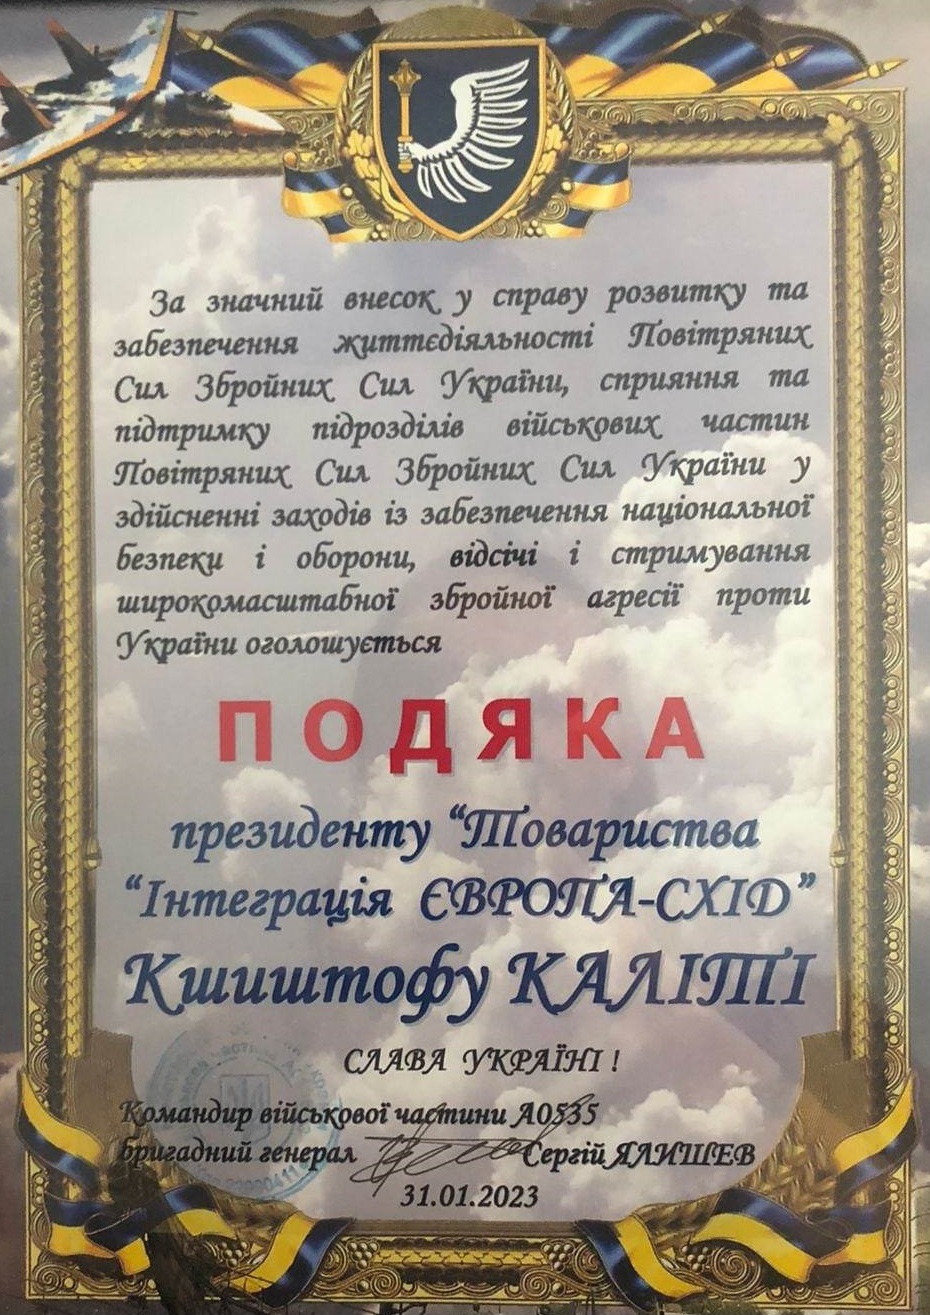 За значний внесок у справу розвитку та
забезпечення життєдіяльності Повітряних
Сил Збройних Сил України, сприяння та
підтримку підрозділів військових частин
Повітряних Сил Збройних Сил України у
здійсненні заходів із забезпечення національної
безпеки і оборони, відсічі і стримування
широкомасштабної збройної агресії проти
України оголошується
ПОДЯКА
президенту “Товариства
“Інтеграція ЄВРОПА-СХІД”
Кшиштофу КАЛІТІ
СЛАВА УКРАЇНІ !
Командир військової частини А0535
бригадний генерал Сергій ЯЛИШЕВ
31.01.2023